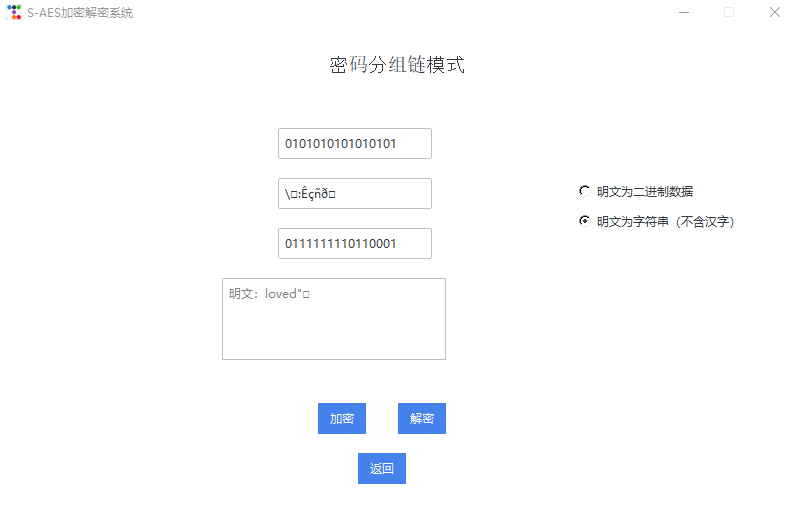 S-AES加密解密系统
密码分组链模式
0101010101010101
\□:Êçñð□
明文为二进制数据
明文为字符串（不含汉字）
0111111110110001
明文：loved"□
加密
解密
返回